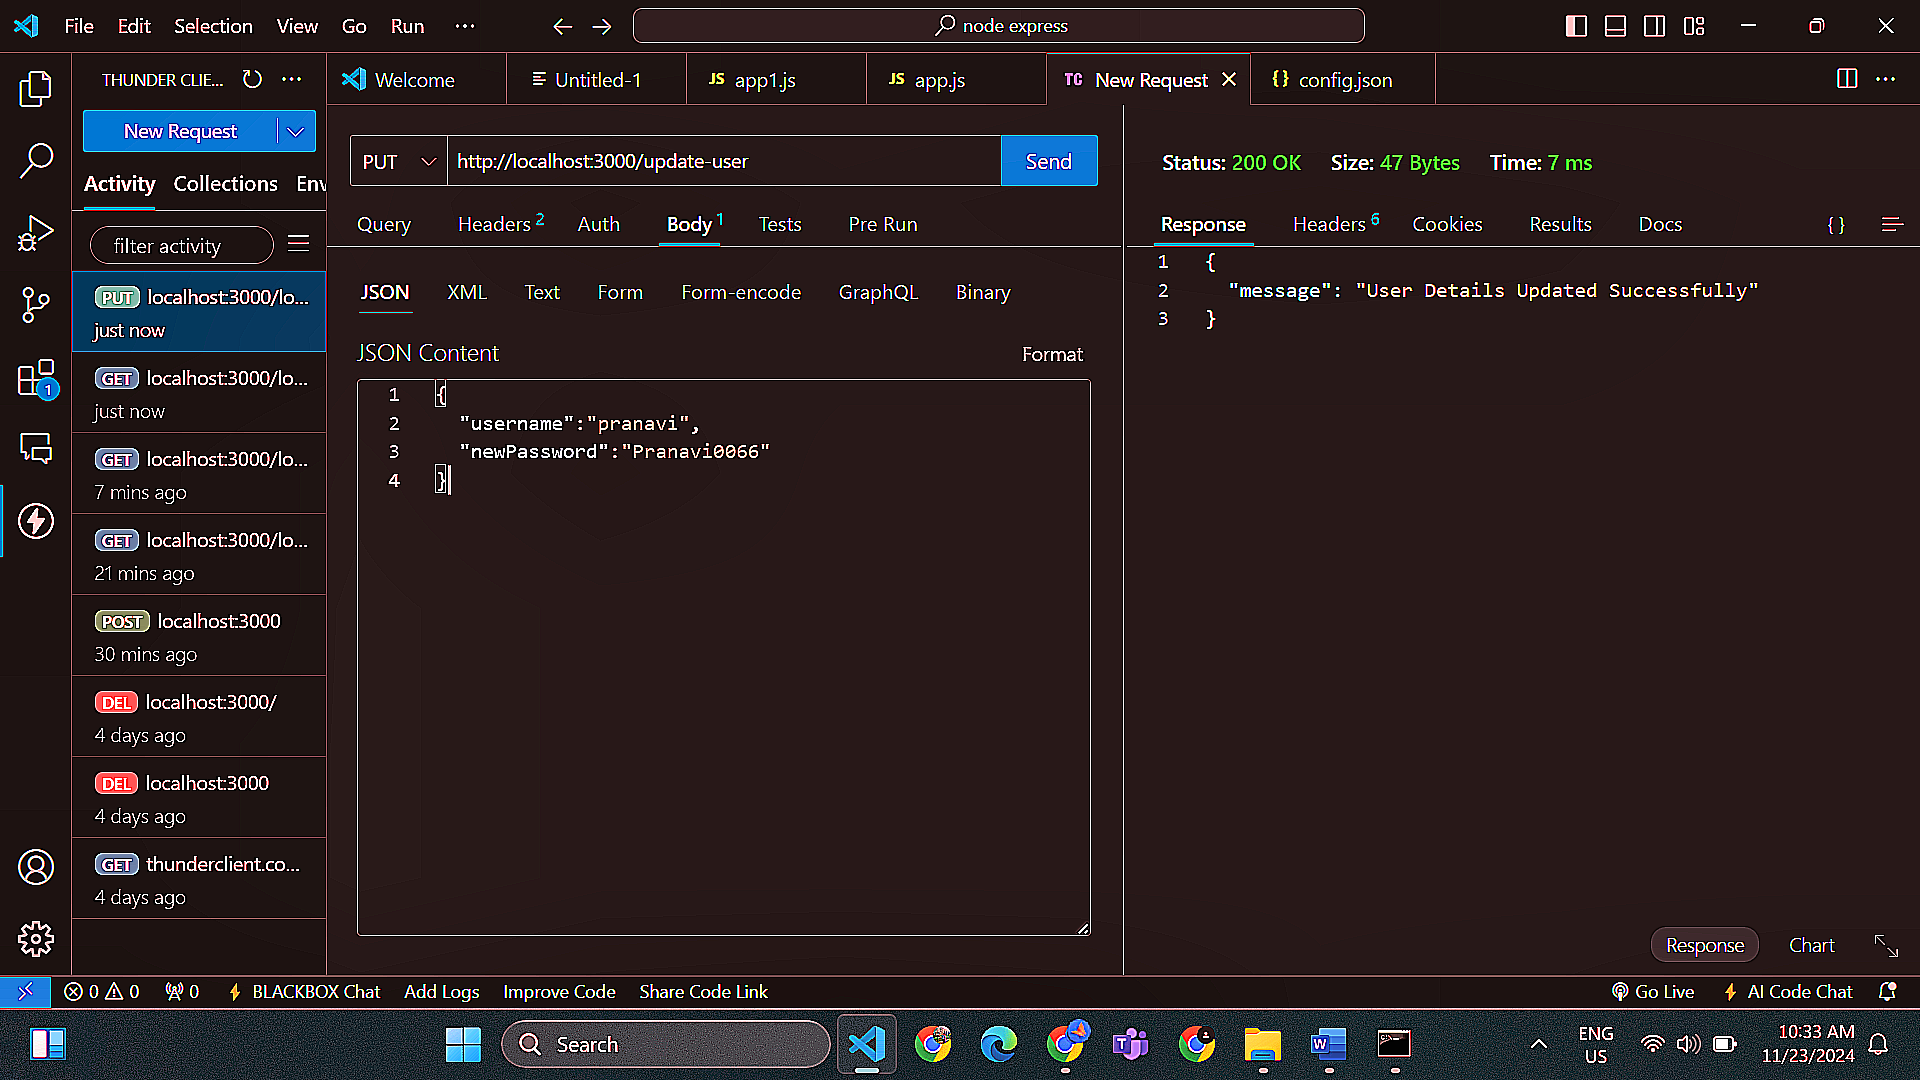 File Edit Selection View Go Run ···
node express
THUNDER CLIE... ···
Welcome
Untitled-1
JS app1.js
JS app.js
TC New Request
{} config.json
···
New Request
Activity Collections Env
filter activity
PUT localhost:3000/lo...
just now
GET localhost:3000/lo...
just now
GET localhost:3000/lo...
7 mins ago
GET localhost:3000/lo...
21 mins ago
POST localhost:3000
30 mins ago
DEL localhost:3000/
4 days ago
DEL localhost:3000
4 days ago
GET thunderclient.co...
4 days ago
1
PUT http://localhost:3000/update-user Send
Query Headers 2 Auth Body 1 Tests Pre Run
JSON XML Text Form Form-encode GraphQL Binary
JSON Content Format
1 {
2 "username":"pranavi",
3 "newPassword":"Pranavi0066"
4 }
Status: 200 OK Size: 47 Bytes Time: 7 ms
Response Headers 6 Cookies Results Docs { }
1 {
2 "message": "User Details Updated Successfully"
3 }
Response Chart
0 0 0 BLACKBOX Chat Add Logs Improve Code Share Code Link Go Live AI Code Chat
Search
ENG
US
10:33 AM
11/23/2024